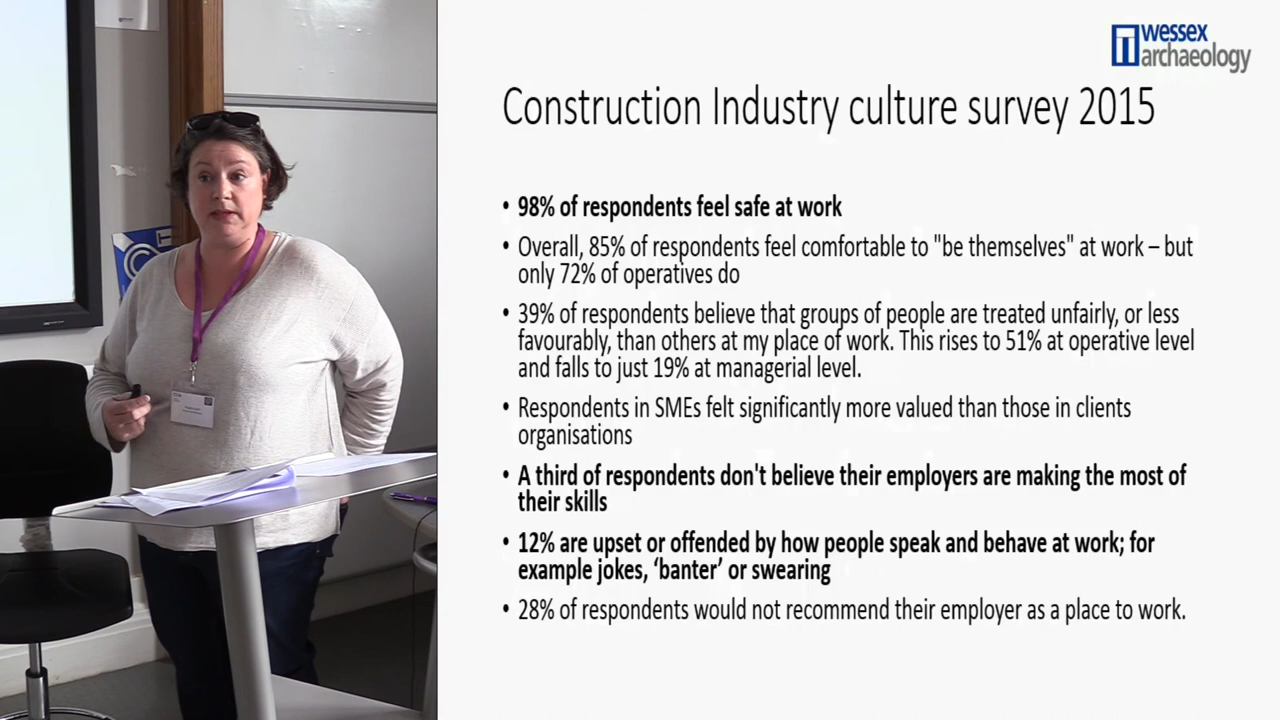 wessex
archaeology
Construction Industry culture survey 2015
• 98% of respondents feel safe at work
• Overall, 85% of respondents feel comfortable to "be themselves" at work – but
only 72% of operatives do
• 39% of respondents believe that groups of people are treated unfairly, or less
favourably, than others at my place of work. This rises to 51% at operative level
and falls to just 19% at managerial level.
• Respondents in SMEs felt significantly more valued than those in clients
organisations
• A third of respondents don't believe their employers are making the most of
their skills
• 12% are upset or offended by how people speak and behave at work; for
example jokes, ‘banter’ or swearing
• 28% of respondents would not recommend their employer as a place to work.